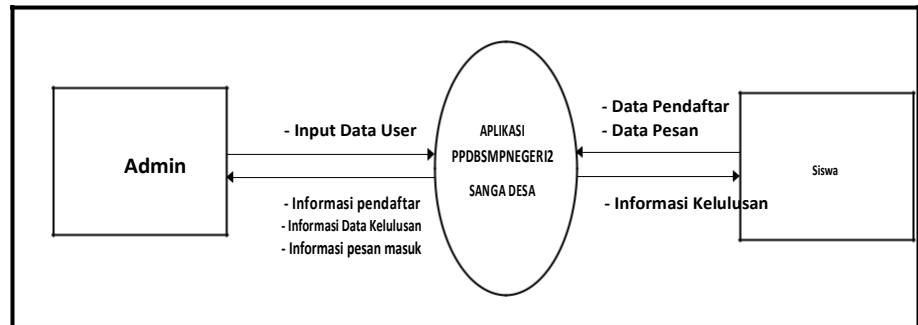 Admin
- Input Data User
- Informasi pendaftar
- Informasi Data Kelulusan
- Informasi pesan masuk
APLIKASI
PPDBSMPNEGERI2
SANGA DESA
- Data Pendaftar
- Data Pesan
- Informasi Kelulusan
Siswa